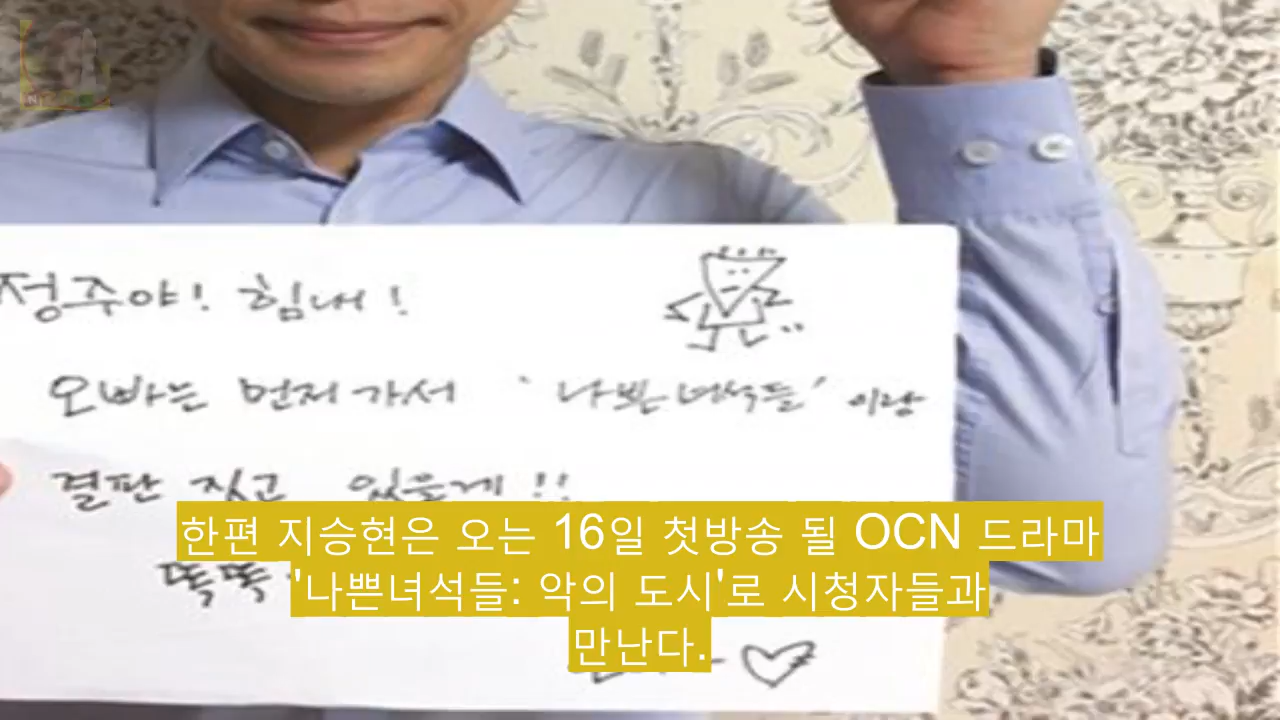 정주야! 힘내!
오빠는 먼저 가서 '나쁜녀석들' 이랑
결판 짓고 있을게!!
한편 지승현은 오는 16일 첫방송 될 OCN 드라마
똑똑
'나쁜녀석들: 악의 도시'로 시청자들과
만난다.